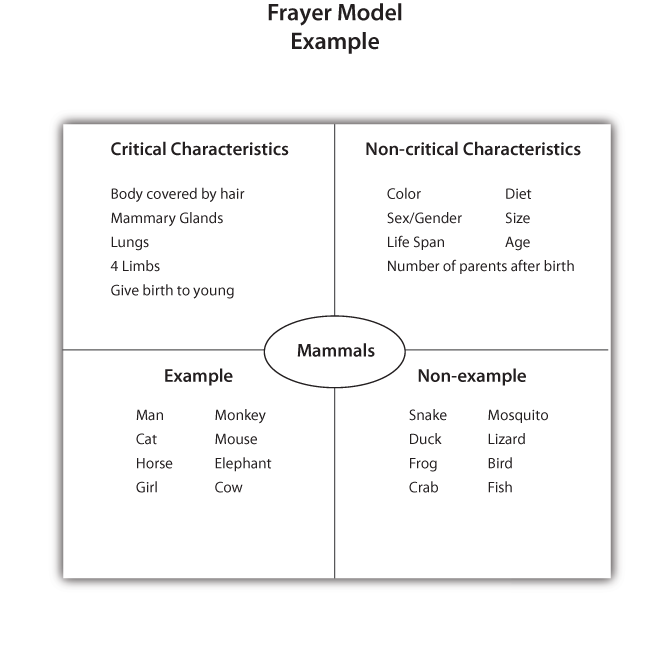 Frayer Model
Example
Critical Characteristics
Body covered by hair
Mammary Glands
Lungs
4 Limbs
Give birth to young
Non-critical Characteristics
Color Diet
Sex/Gender Size
Life Span Age
Number of parents after birth
Mammals
Example
Man Monkey
Cat Mouse
Horse Elephant
Girl Cow
Non-example
Snake Mosquito
Duck Lizard
Frog Bird
Crab Fish